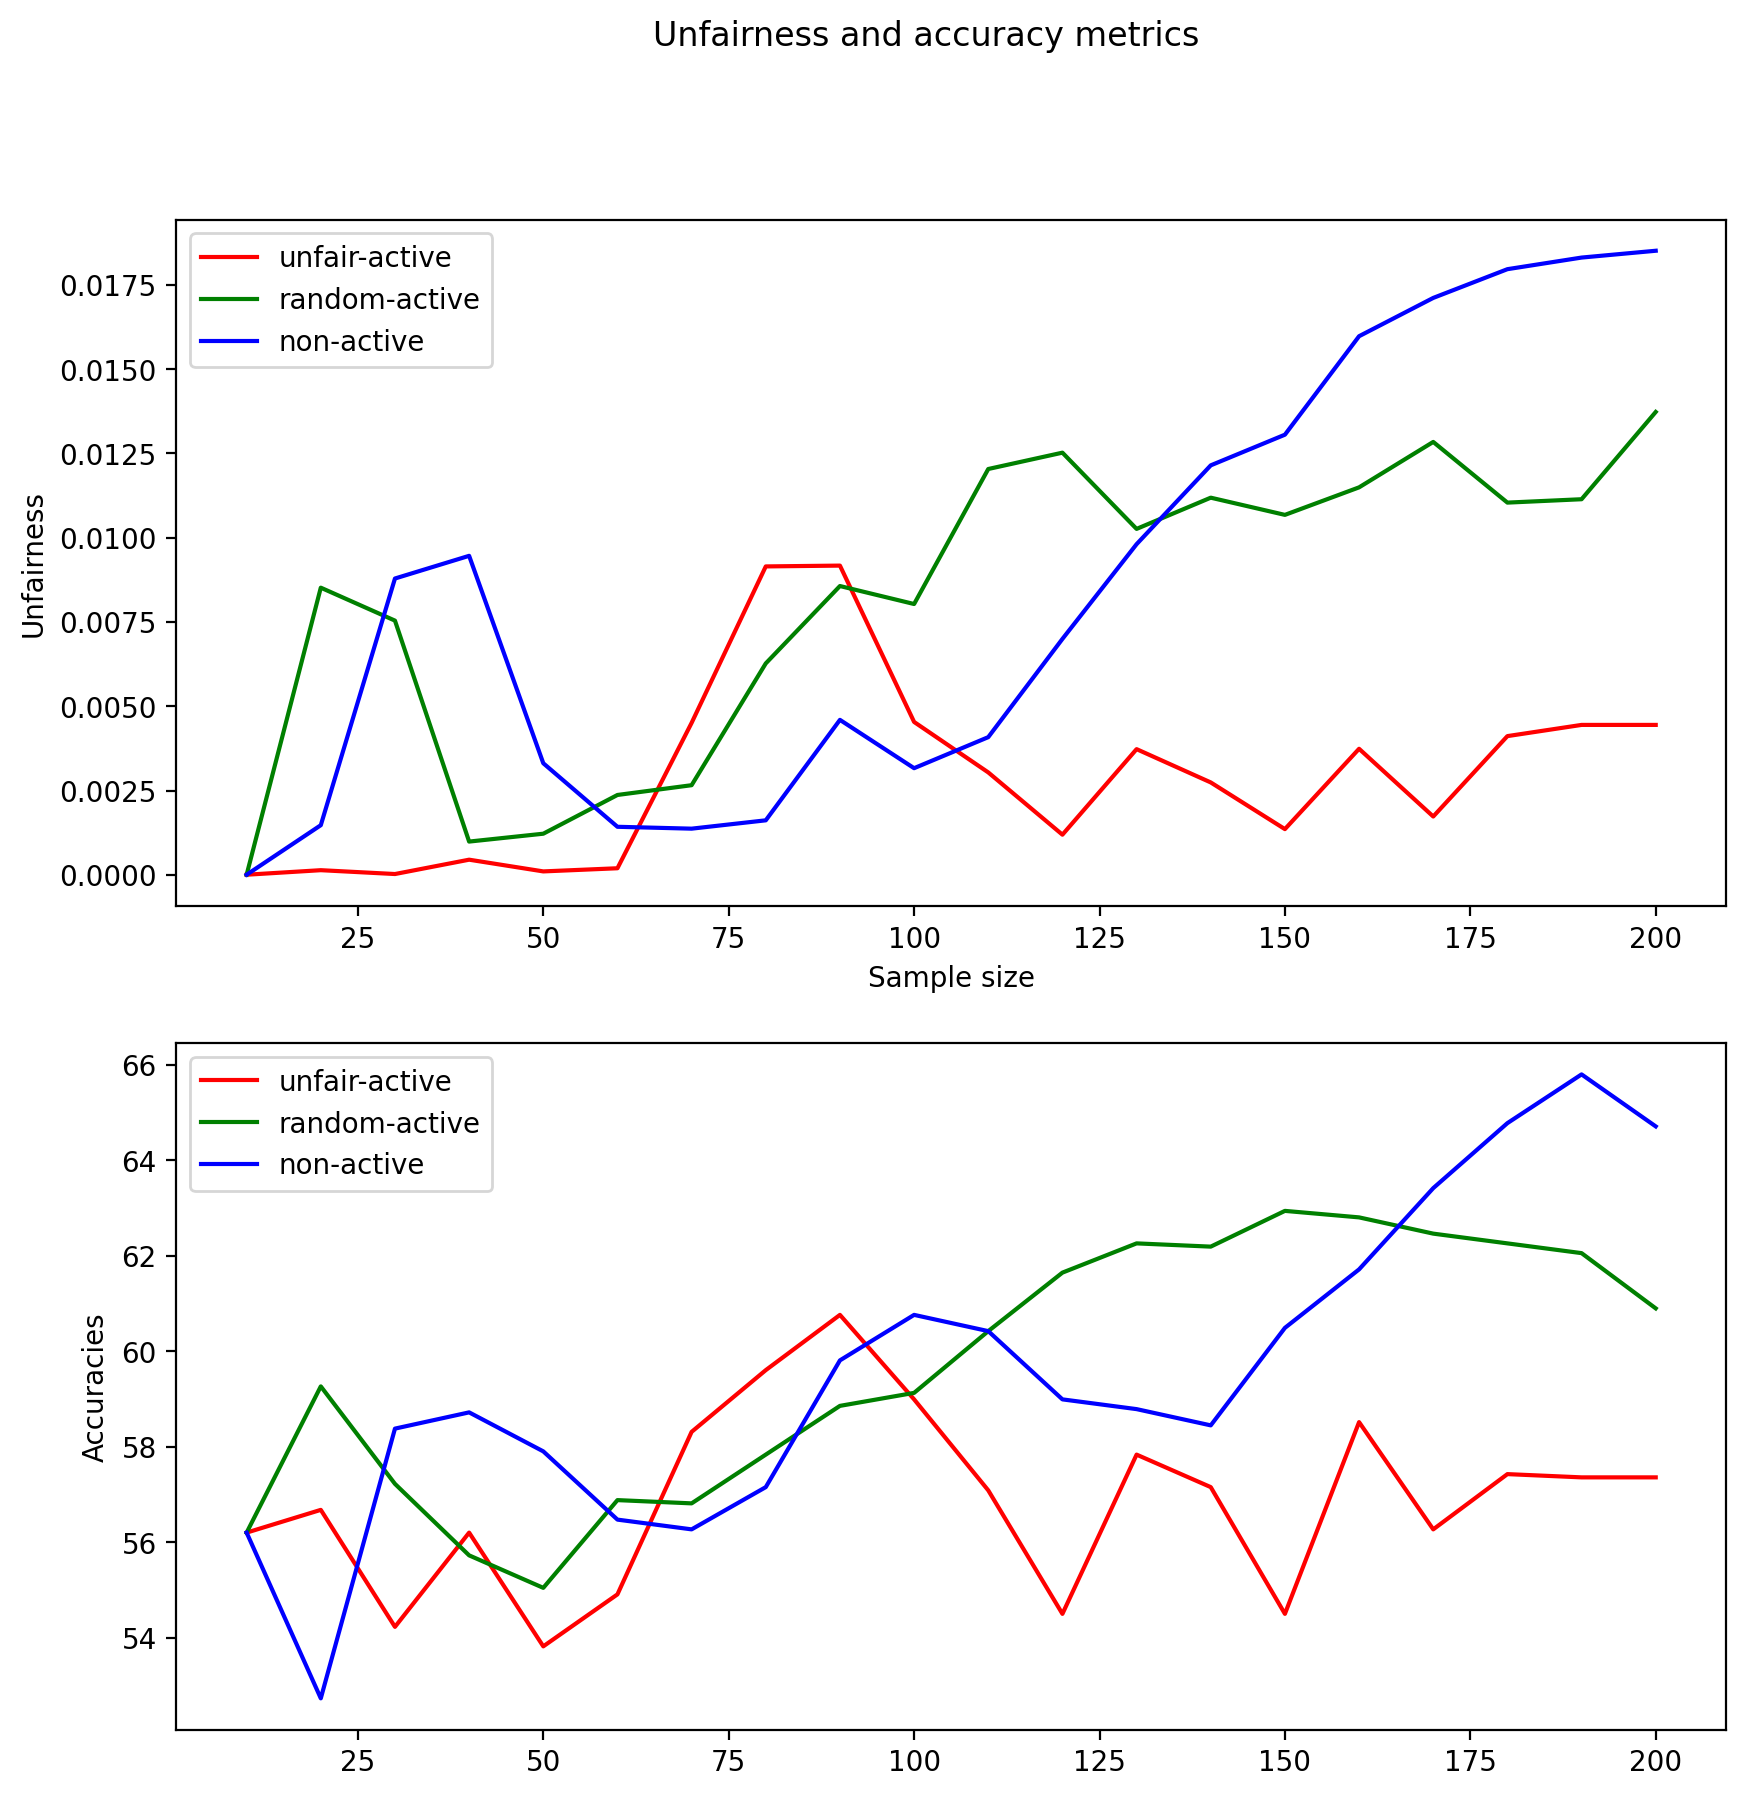 Unfairness and accuracy metrics
unfair-active
random-active
non-active
0.0175
0.0150
0.0125
0.0100
0.0075
0.0050
0.0025
0.0000
Unfairness
25 50 75 100 125 150 175 200
Sample size
unfair-active
random-active
non-active
66
64
62
60
58
56
54
Accuracies
25 50 75 100 125 150 175 200